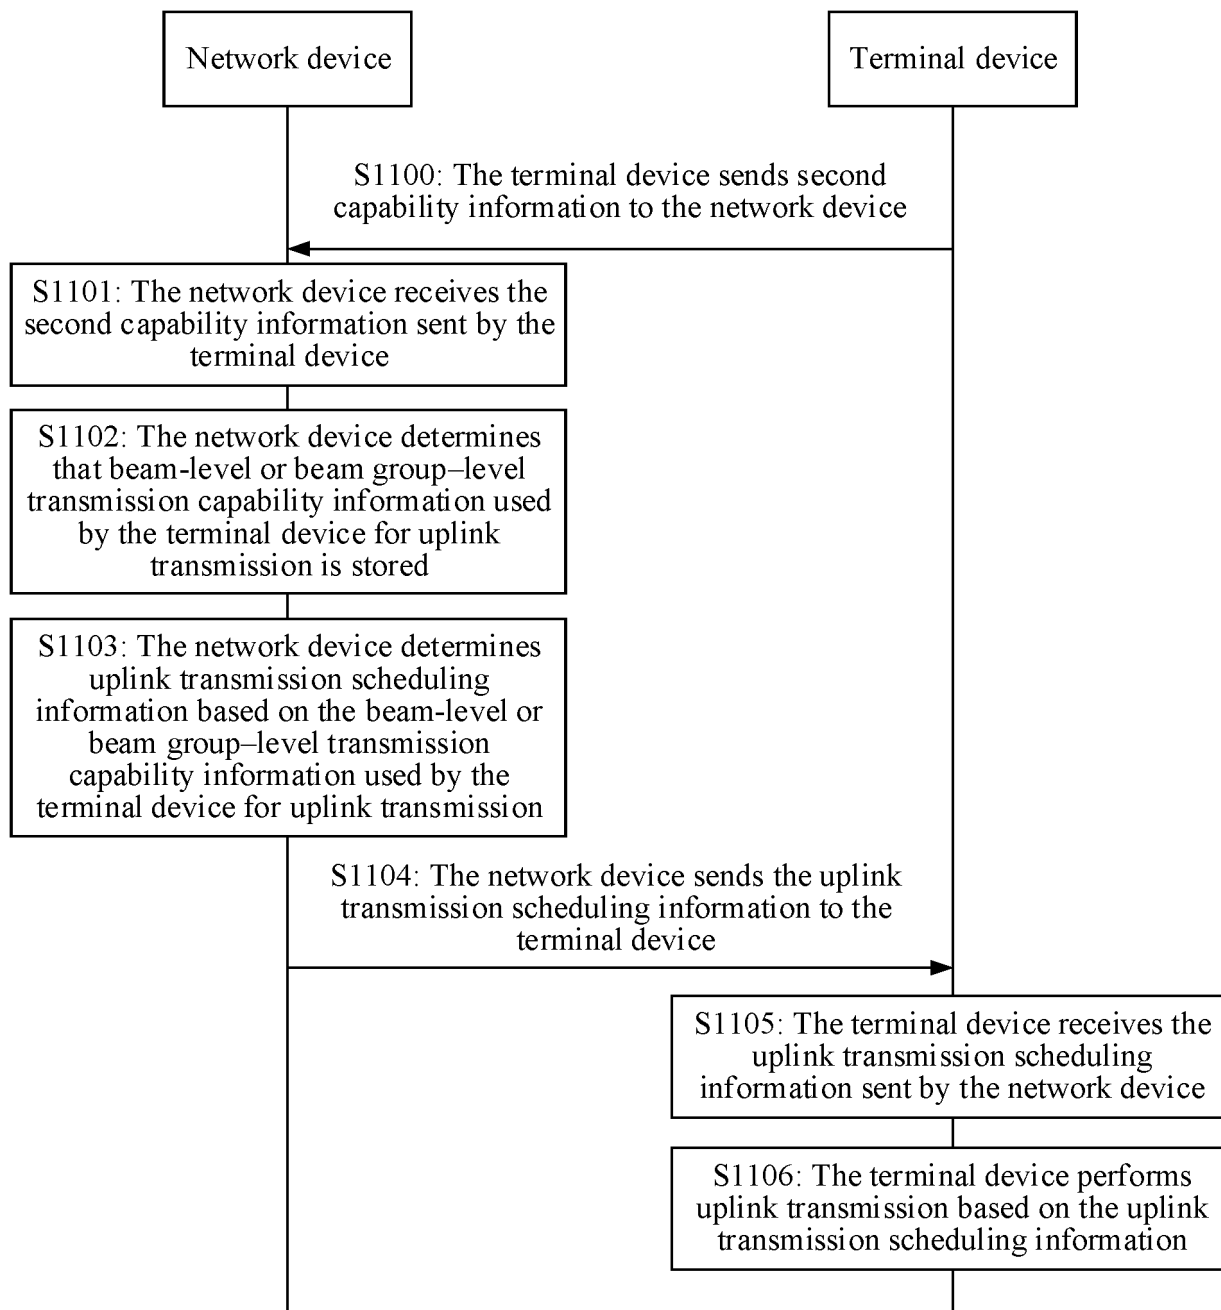 Network device
Terminal device
S1100: The terminal device sends second
capability information to the network device
S1101: The network device receives the
second capability information sent by the
terminal device
S1102: The network device determines
that beam-level or beam group–level
transmission capability information used
by the terminal device for uplink
transmission is stored
S1103: The network device determines
uplink transmission scheduling
information based on the beam-level or
beam group–level transmission
capability information used by the
terminal device for uplink transmission
S1104: The network device sends the uplink
transmission scheduling information to the
terminal device
S1105: The terminal device receives the
uplink transmission scheduling
information sent by the network device
S1106: The terminal device performs
uplink transmission based on the uplink
transmission scheduling information